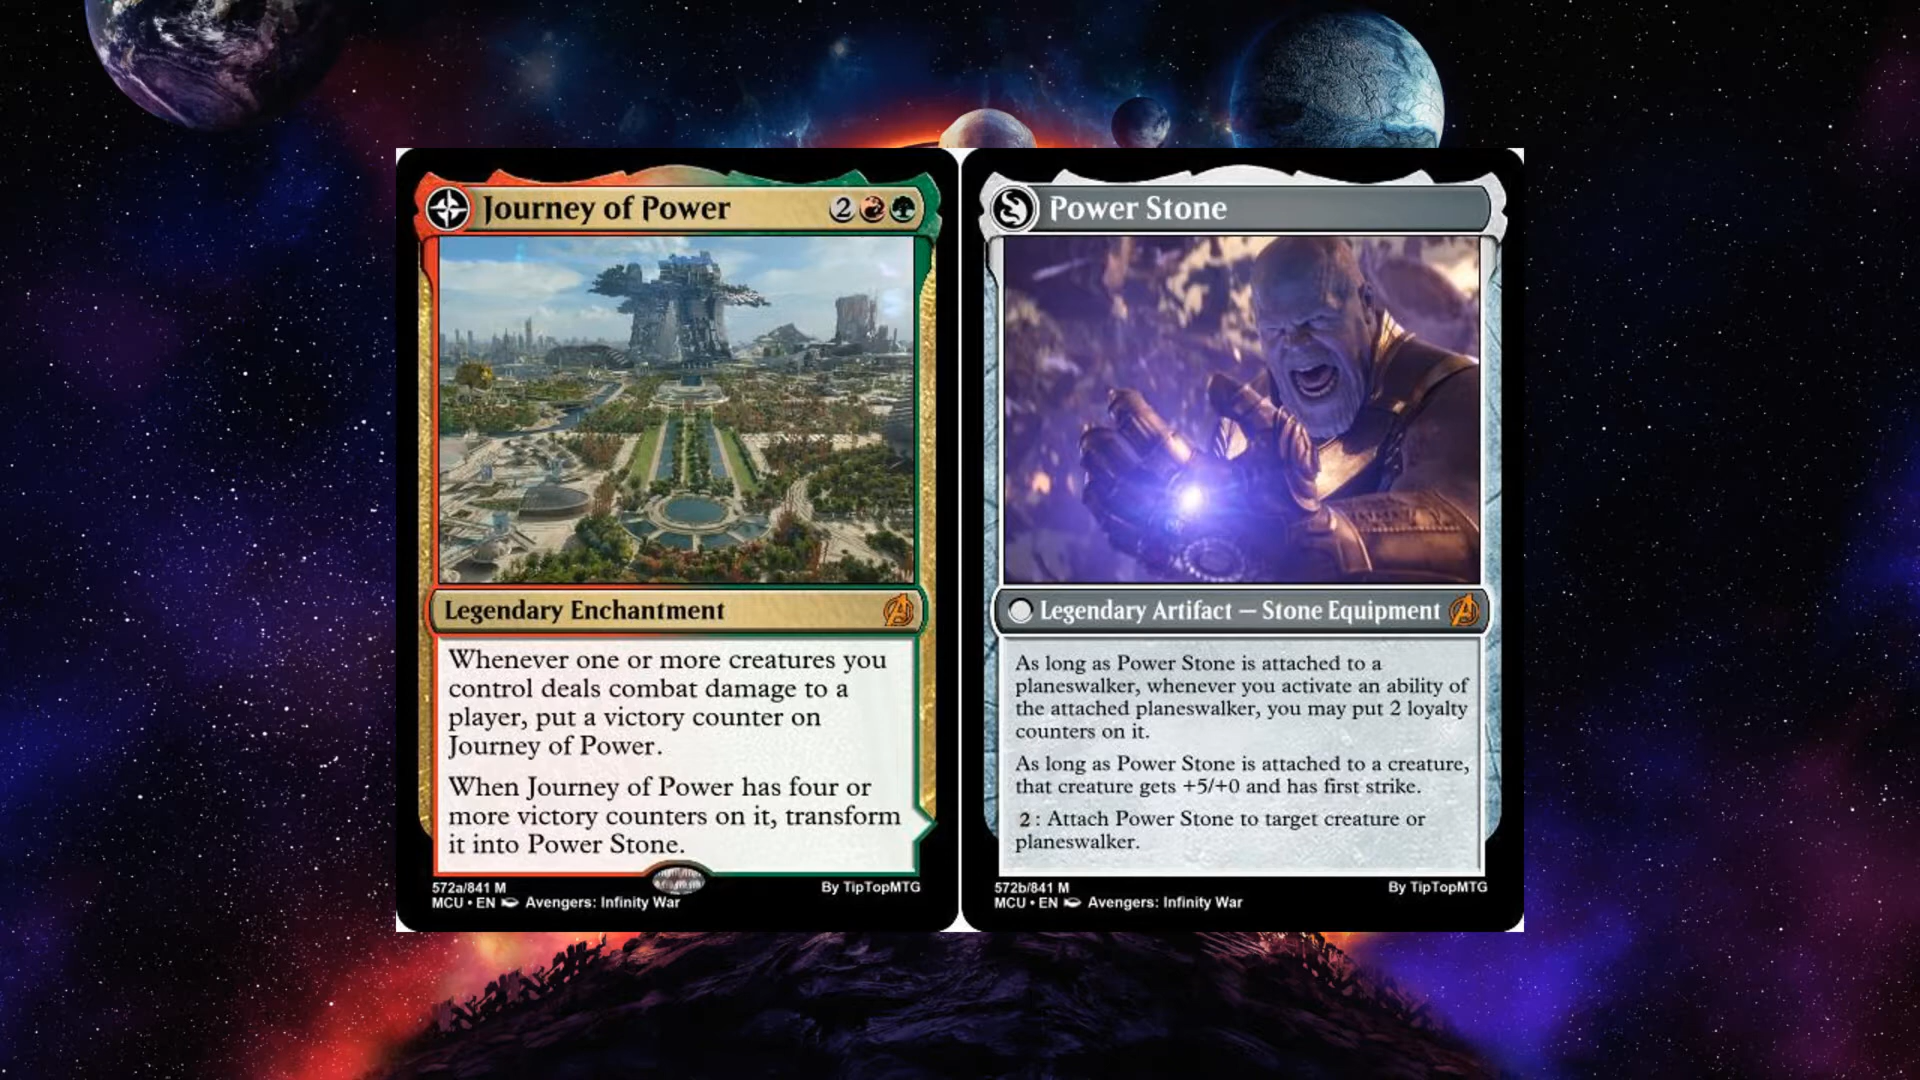 Journey of Power 2
Legendary Enchantment
Whenever one or more creatures you
control deals combat damage to a
player, put a victory counter on
Journey of Power.
When Journey of Power has four or
more victory counters on it, transform
it into Power Stone.
572a/841 M
MCU • EN Avengers: Infinity War
By TipTopMTG
Power Stone
Legendary Artifact — Stone Equipment
As long as Power Stone is attached to a
planeswalker, whenever you activate an ability of
the attached planeswalker, you may put 2 loyalty
counters on it.
As long as Power Stone is attached to a creature,
that creature gets +5/+0 and has first strike.
2: Attach Power Stone to target creature or
planeswalker.
572b/841 M
MCU • EN Avengers: Infinity War
By TipTopMTG